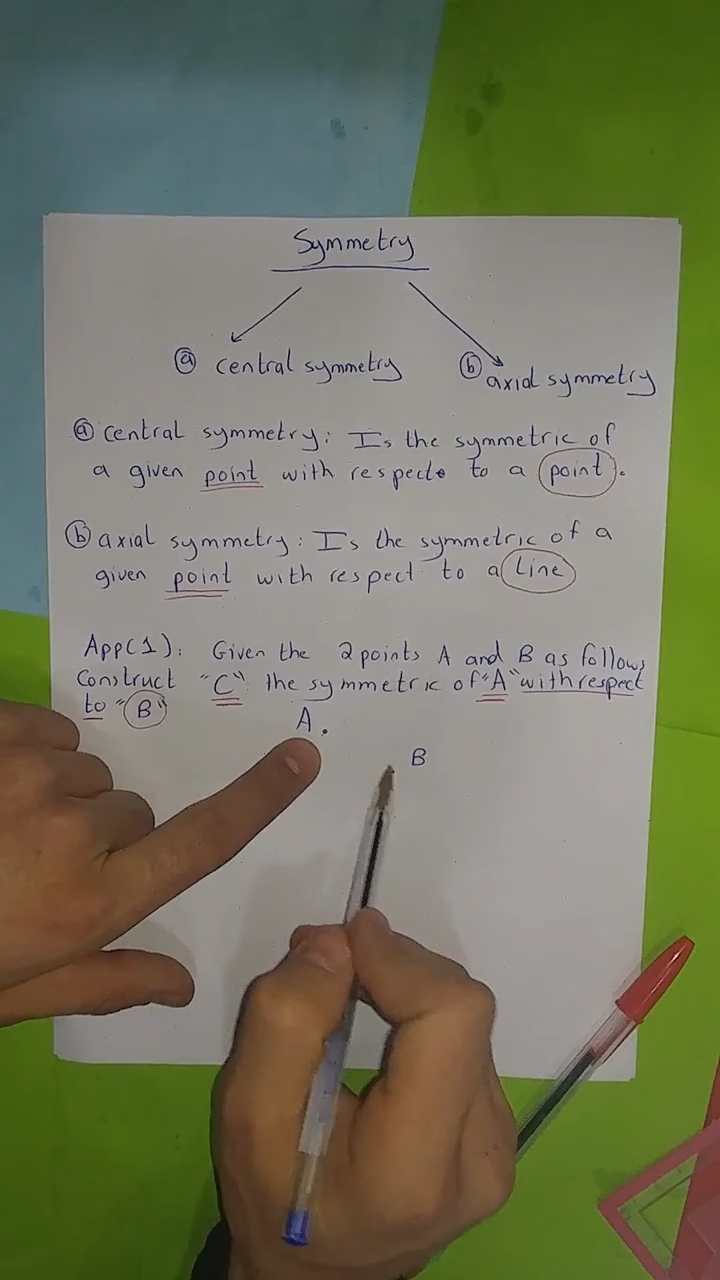 Symmetry
ⓐ central symmetry
ⓑ axial symmetry
ⓐ central symmetry: Is the symmetric of
a given point with respect to a point.
ⓑ axial symmetry: Is the symmetric of a
given point with respect to a Line
App(1): Given the 2 points A and B as follows
Construct "C" the symmetric of "A" with respect
to "B"
A.
B